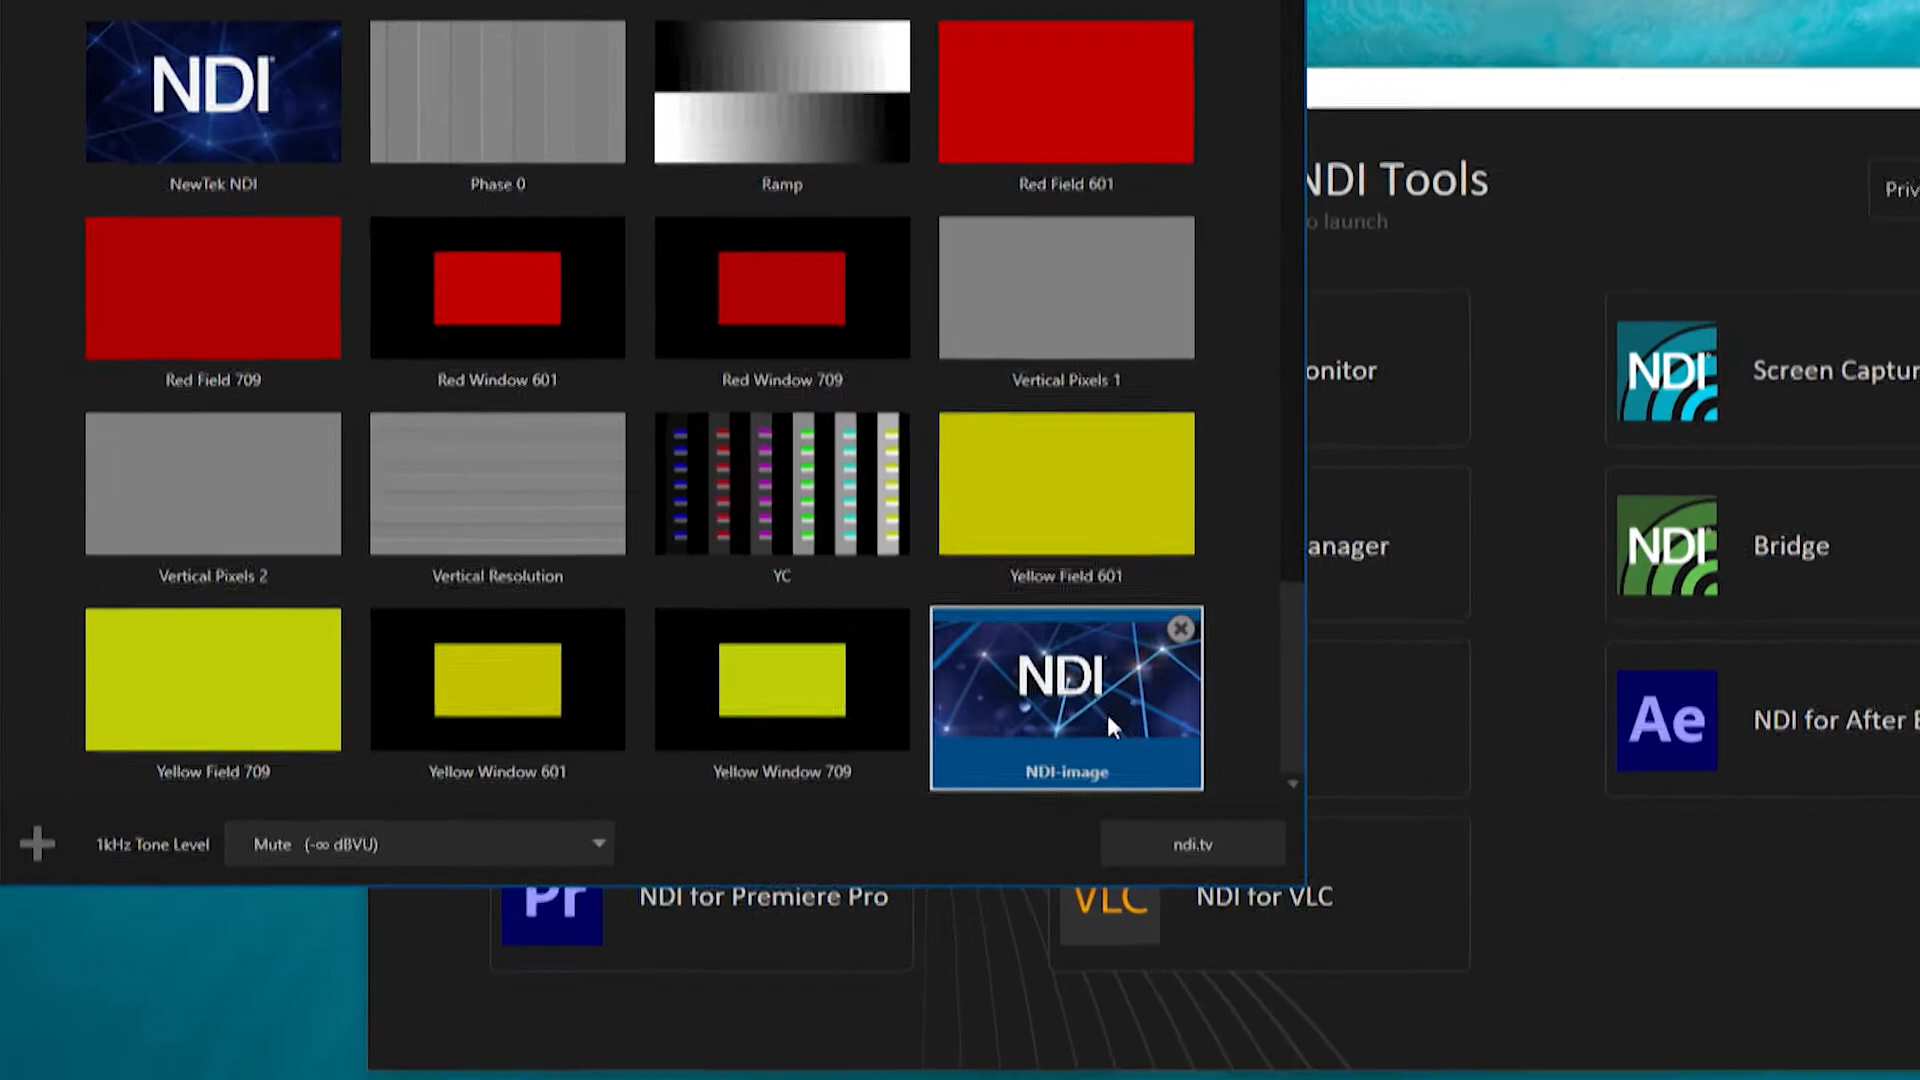 NDI
NewTek NDI
Phase 0
Ramp
Red Field 601
Red Field 709
Red Window 601
Red Window 709
Vertical Pixels 1
Vertical Pixels 2
Vertical Resolution
YC
Yellow Field 601
Yellow Field 709
Yellow Window 601
Yellow Window 709
NDI
NDI-image
1kHz Tone Level
Mute (-∞ dBVU)
ndi.tv
NDI Tools
Priv
o launch
onitor
NDI
Screen Captur
anager
NDI
Bridge
Ae
NDI for After E
Pr
NDI for Premiere Pro
VLC
NDI for VLC